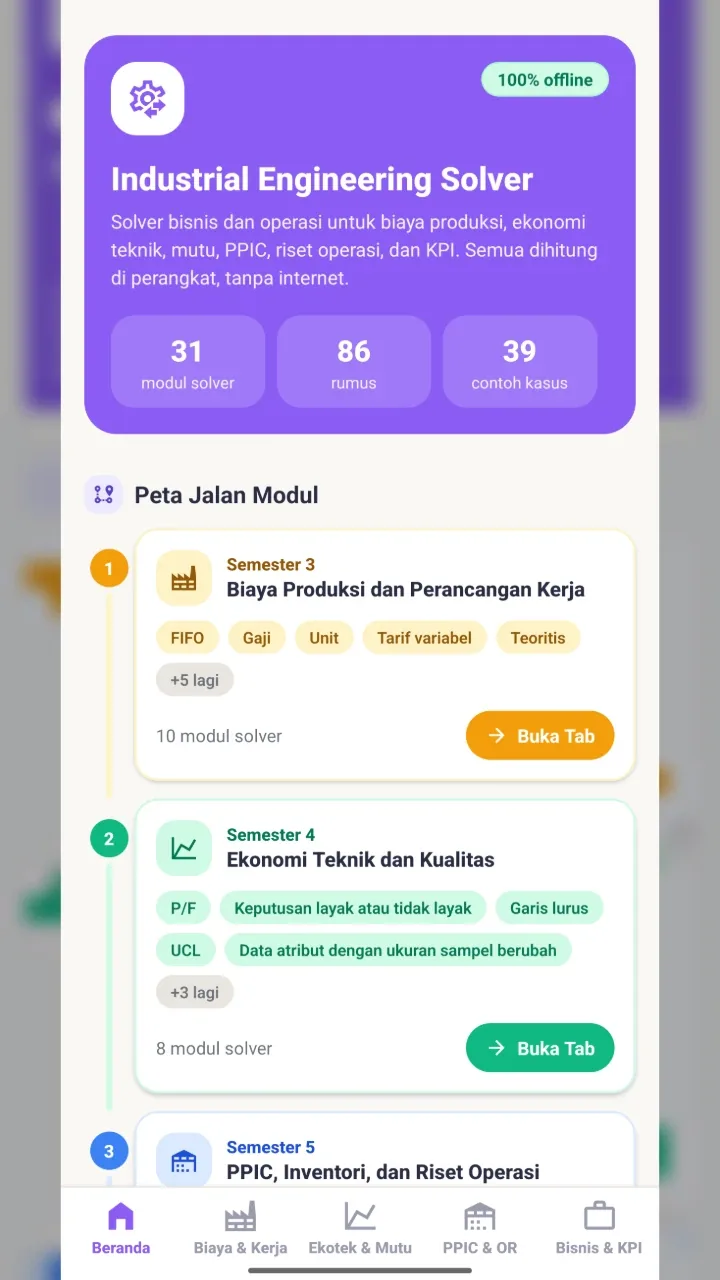 100% offline
Industrial Engineering Solver
Solver bisnis dan operasi untuk biaya produksi, ekonomi
teknik, mutu, PPIC, riset operasi, dan KPI. Semua dihitung
di perangkat, tanpa internet.
31
modul solver
86
rumus
39
contoh kasus
Peta Jalan Modul
1
Semester 3
Biaya Produksi dan Perancangan Kerja
FIFO
Gaji
Unit
Tarif variabel
Teoritis
+5 lagi
10 modul solver
→ Buka Tab
2
Semester 4
Ekonomi Teknik dan Kualitas
P/F
Keputusan layak atau tidak layak
Garis lurus
UCL
Data atribut dengan ukuran sampel berubah
+3 lagi
8 modul solver
→ Buka Tab
3
Semester 5
PPIC, Inventori, dan Riset Operasi
Beranda
Biaya & Kerja
Ekotek & Mutu
PPIC & OR
Bisnis & KPI